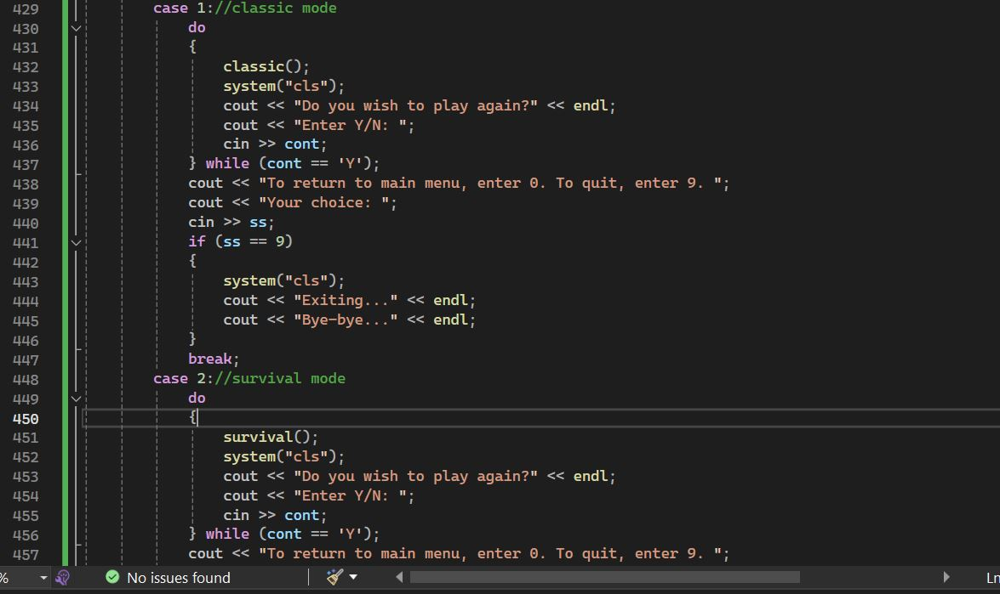 429 case 1://classic mode
430 do
431 {
432 classic();
433 system("cls");
434 cout << "Do you wish to play again?" << endl;
435 cout << "Enter Y/N: ";
436 cin >> cont;
437 } while (cont == 'Y');
438 cout << "To return to main menu, enter 0. To quit, enter 9. ";
439 cout << "Your choice: ";
440 cin >> ss;
441 if (ss == 9)
442 {
443 system("cls");
444 cout << "Exiting..." << endl;
445 cout << "Bye-bye..." << endl;
446 }
447 break;
448 case 2://survival mode
449 do
450 {
451 survival();
452 system("cls");
453 cout << "Do you wish to play again?" << endl;
454 cout << "Enter Y/N: ";
455 cin >> cont;
456 } while (cont == 'Y');
457 cout << "To return to main menu, enter 0. To quit, enter 9. ";
% No issues found Ln